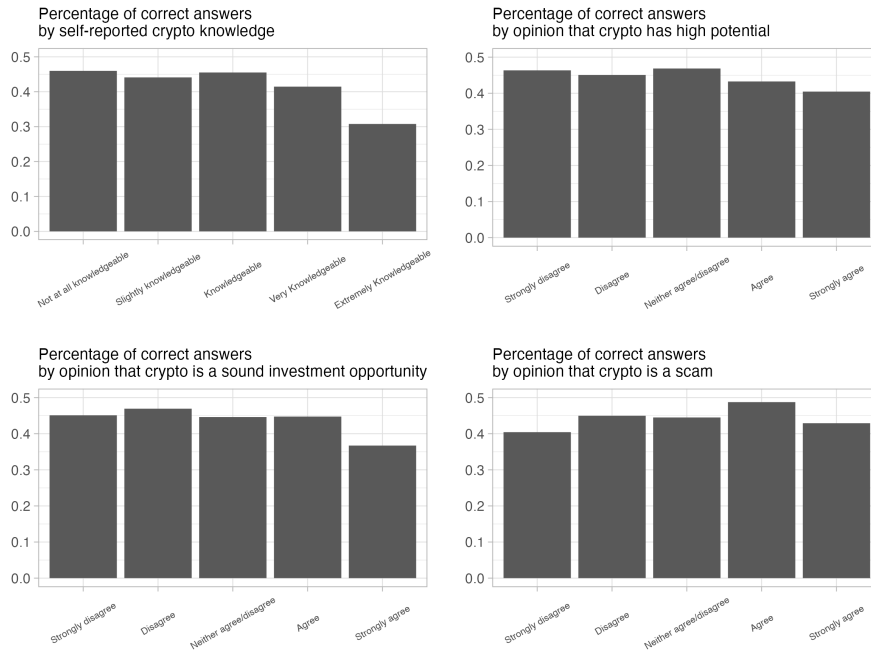 Percentage of correct answers
by self-reported crypto knowledge
0.5
0.4
0.3
0.2
0.1
0.0
Not at all knowledgeable
Slightly knowledgeable
Knowledgeable
Very Knowledgeable
Extremely Knowledgeable
Percentage of correct answers
by opinion that crypto has high potential
0.5
0.4
0.3
0.2
0.1
0.0
Strongly disagree
Disagree
Neither agree/disagree
Agree
Strongly agree
Percentage of correct answers
by opinion that crypto is a sound investment opportunity
0.5
0.4
0.3
0.2
0.1
0.0
Strongly disagree
Disagree
Neither agree/disagree
Agree
Strongly agree
Percentage of correct answers
by opinion that crypto is a scam
0.5
0.4
0.3
0.2
0.1
0.0
Strongly disagree
Disagree
Neither agree/disagree
Agree
Strongly agree